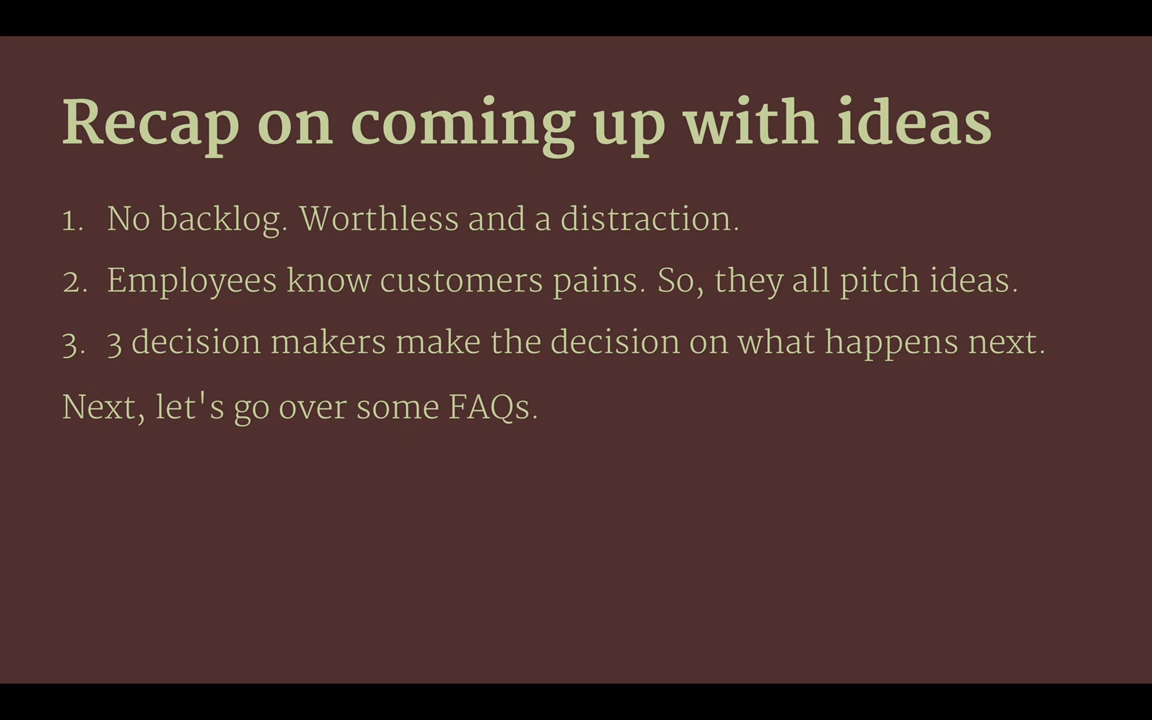 Recap on coming up with ideas
1. No backlog. Worthless and a distraction.
2. Employees know customers pains. So, they all pitch ideas.
3. 3 decision makers make the decision on what happens next.
Next, let's go over some FAQs.